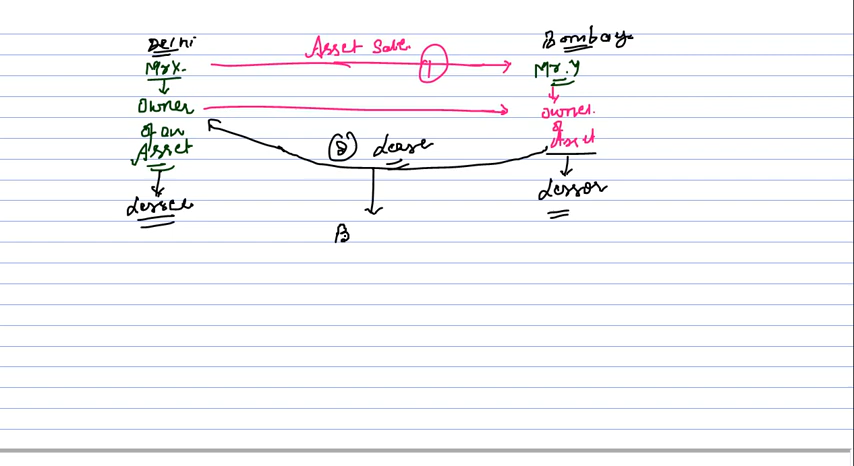 Delhi
Asset Sale
Bombay
Mr X.
1
Mr. Y
Owner
of an
Asset
owner.
of
Asset
② Lease
Lessee
Lessor
B